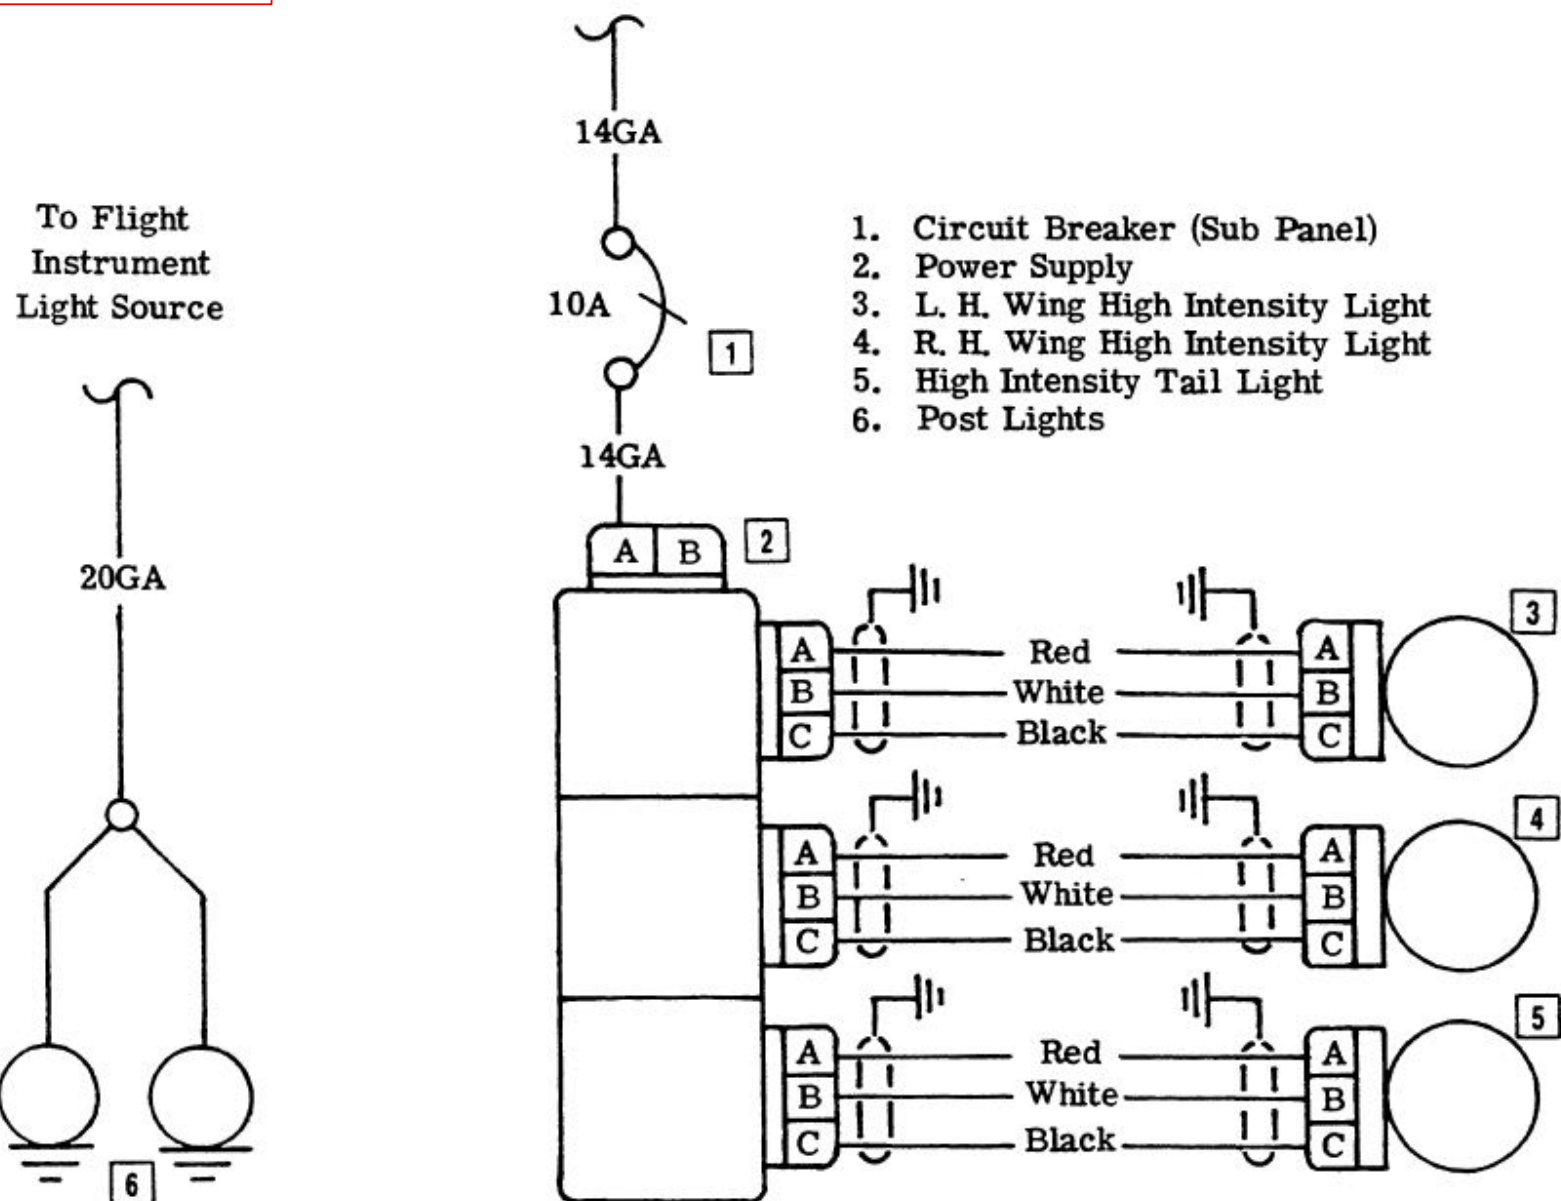 14GA
To Flight
Instrument
Light Source
10A
1
1. Circuit Breaker (Sub Panel)
2. Power Supply
3. L. H. Wing High Intensity Light
4. R. H. Wing High Intensity Light
5. High Intensity Tail Light
6. Post Lights
14GA
20GA
A B
2
3
A Red A
B White B
C Black C
4
A Red A
B White B
C Black C
5
A Red A
B White B
C Black C
6